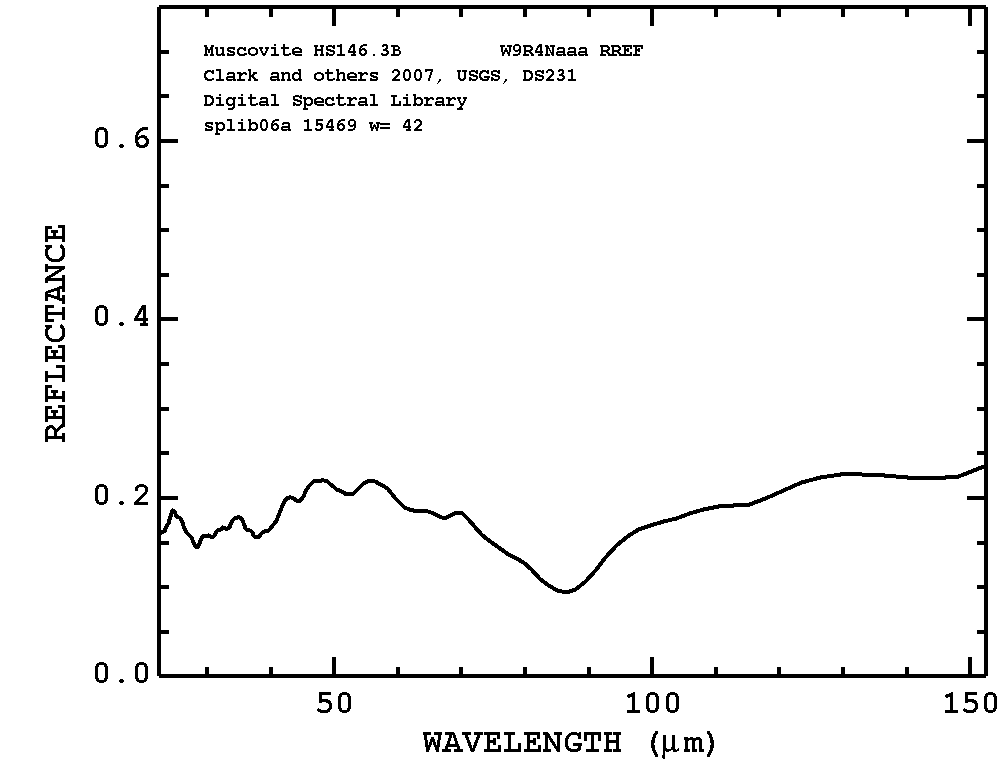 Muscovite HS146.3B W9R4Naaa RREF
Clark and others 2007, USGS, DS231
Digital Spectral Library
splib06a 15469 w= 42
0.6
0.4
0.2
0.0
REFLECTANCE
50 100 150
WAVELENGTH (µm)